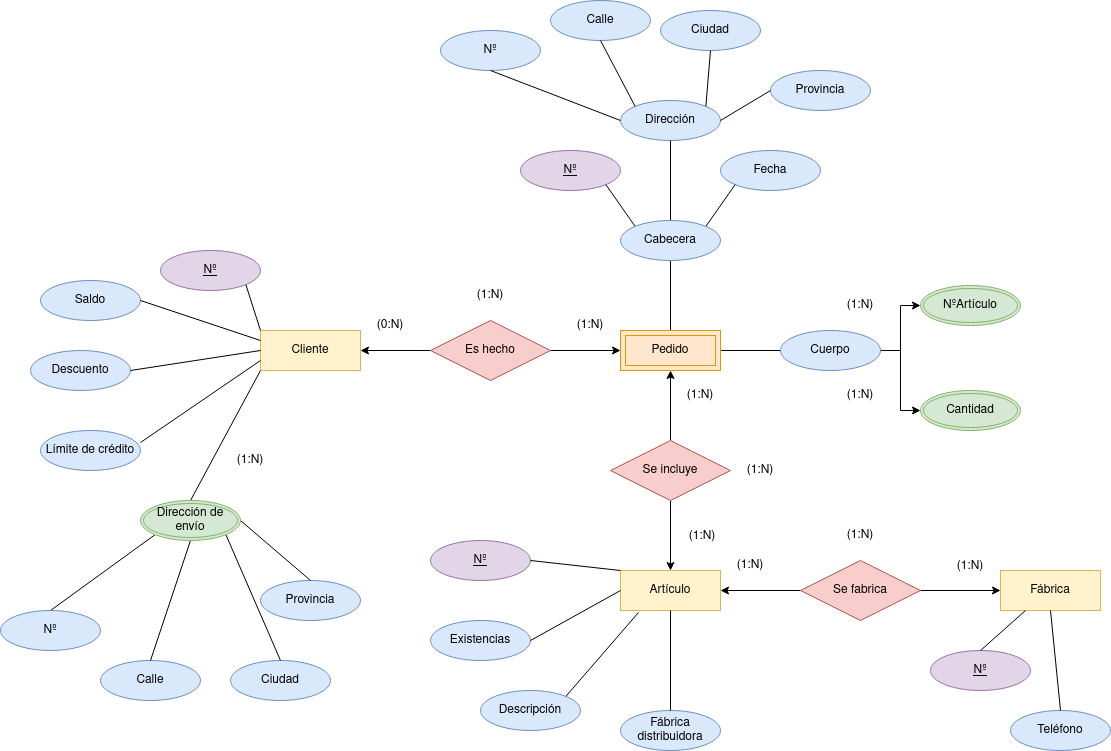 Calle
Ciudad
Nº
Provincia
Dirección
Nº
Fecha
Cabecera
Nº
Saldo
(1:N)
(1:N)
NºArtículo
(0:N)
(1:N)
Cliente
Es hecho
Pedido
Cuerpo
Descuento
(1:N)
(1:N)
Cantidad
Límite de crédito
(1:N)
Se incluye
(1:N)
Dirección de
envío
(1:N)
(1:N)
Nº
(1:N)
(1:N)
Artículo
Se fabrica
Fábrica
Provincia
Nº
Existencias
Calle
Ciudad
Nº
Descripción
Fábrica
distribuidora
Teléfono